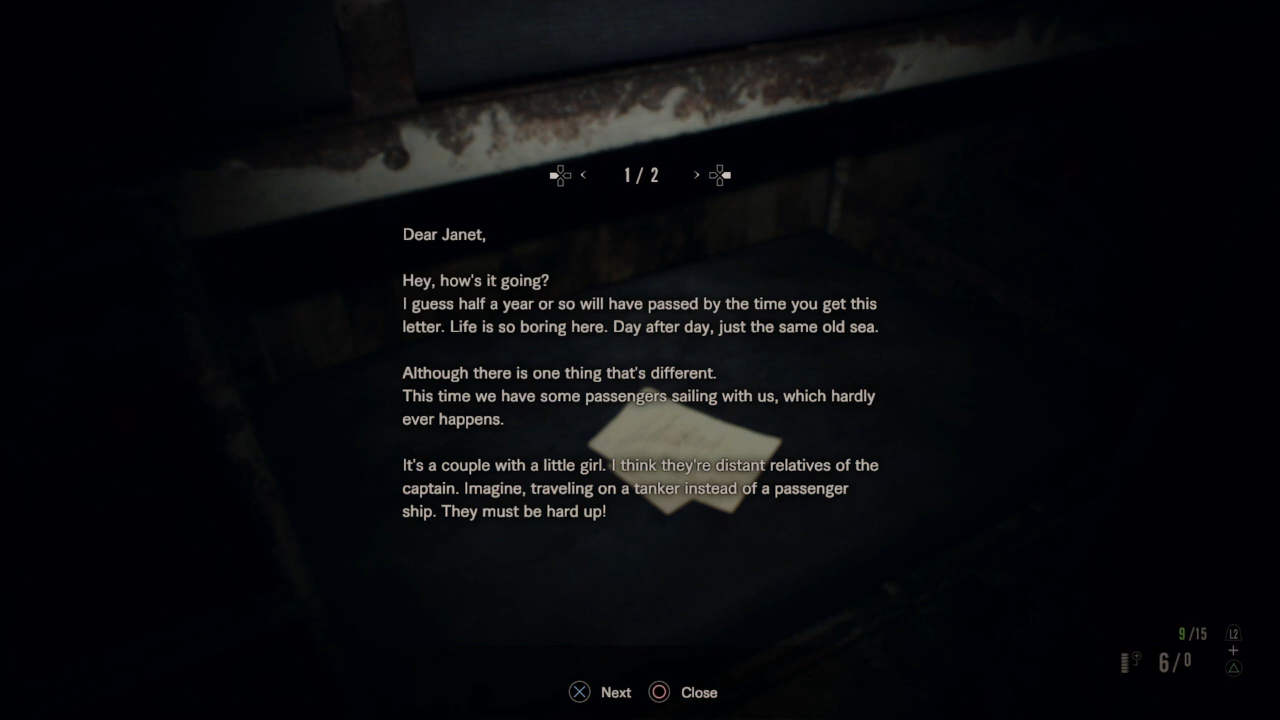 < 1 / 2 >
Dear Janet,
Hey, how's it going?
I guess half a year or so will have passed by the time you get this
letter. Life is so boring here. Day after day, just the same old sea.
Although there is one thing that's different.
This time we have some passengers sailing with us, which hardly
ever happens.
It's a couple with a little girl. I think they're distant relatives of the
captain. Imagine, traveling on a tanker instead of a passenger
ship. They must be hard up!
9/15 L2
+
6/0
Next Close